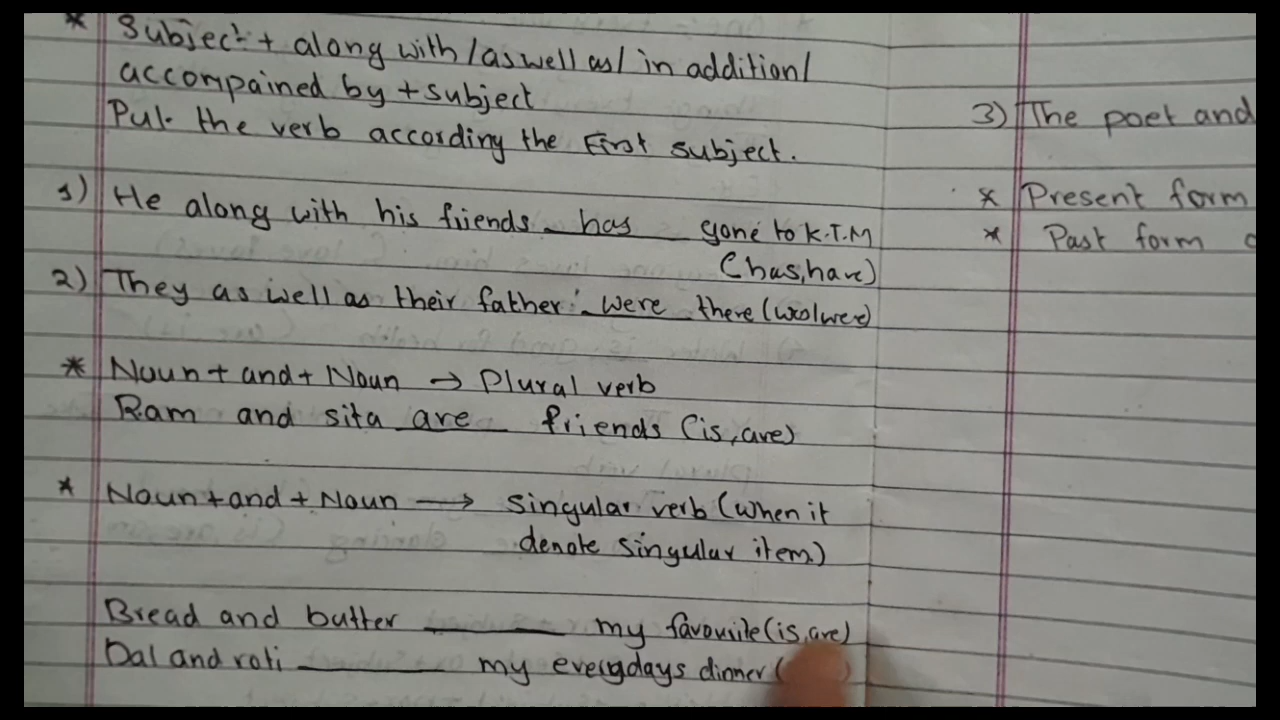 * Subject + along with / as well as / in addition /
accompained by + subject
Put the verb according the First subject.
1) He along with his friends has gone to K.T.M
(has, have)
2) They as well as their father were there (was/were)
* Noun + and + Noun → Plural verb
Ram and sita are friends (is, are)
* Noun + and + Noun → singular verb (when it
denote singular item.)
Bread and butter ______ my favourite (is, are)
Dal and roti ______ my everydays dinner (
3) The poet and
* Present form
* Past form